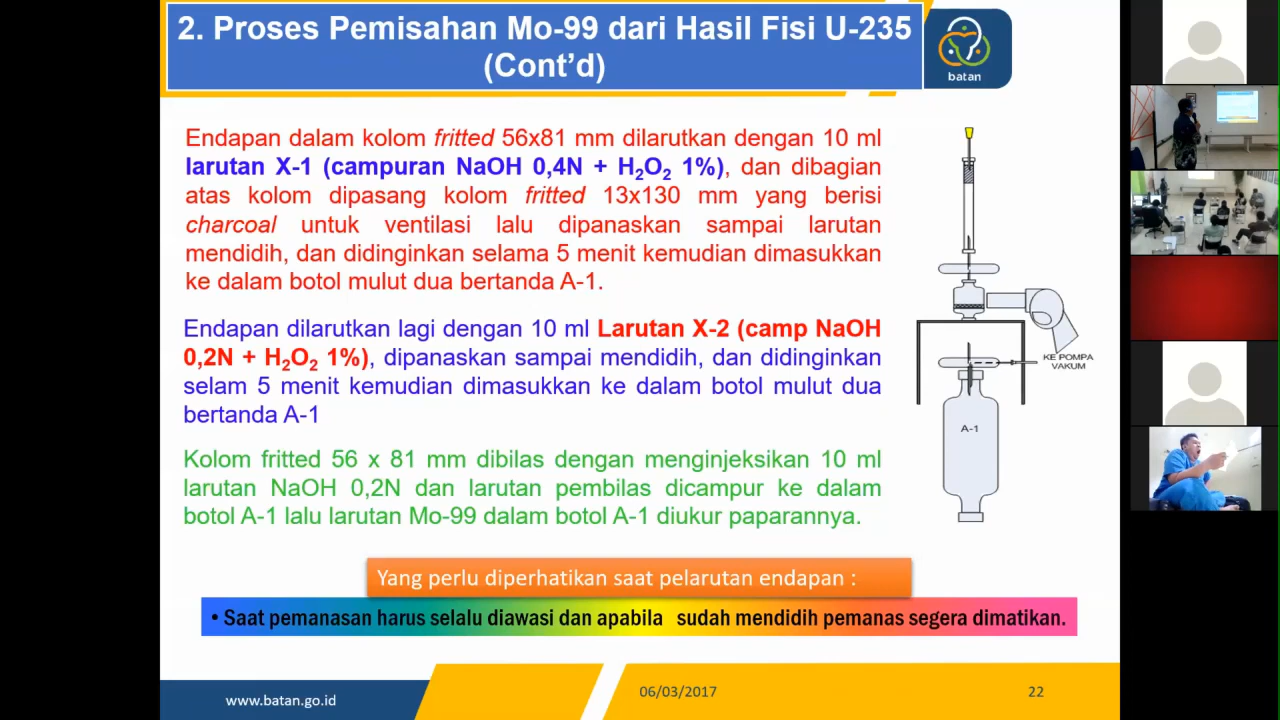 2. Proses Pemisahan Mo-99 dari Hasil Fisi U-235
(Cont’d)
batan
Endapan dalam kolom fritted 56x81 mm dilarutkan dengan 10 ml
larutan X-1 (campuran NaOH 0,4N + H₂O₂ 1%), dan dibagian
atas kolom dipasang kolom fritted 13x130 mm yang berisi
charcoal untuk ventilasi lalu dipanaskan sampai larutan
mendidih, dan didinginkan selama 5 menit kemudian dimasukkan
ke dalam botol mulut dua bertanda A-1.
Endapan dilarutkan lagi dengan 10 ml Larutan X-2 (camp NaOH
0,2N + H₂O₂ 1%), dipanaskan sampai mendidih, dan didinginkan
selam 5 menit kemudian dimasukkan ke dalam botol mulut dua
bertanda A-1
Kolom fritted 56 x 81 mm dibilas dengan menginjeksikan 10 ml
larutan NaOH 0,2N dan larutan pembilas dicampur ke dalam
botol A-1 lalu larutan Mo-99 dalam botol A-1 diukur paparannya.
KE POMPA
VAKUM
A-1
Yang perlu diperhatikan saat pelarutan endapan :
• Saat pemanasan harus selalu diawasi dan apabila sudah mendidih pemanas segera dimatikan.
www.batan.go.id
06/03/2017
22